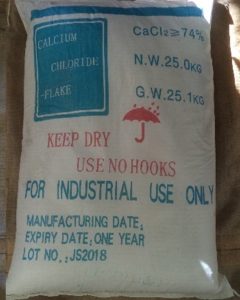 CALCIUM
CHLORIDE
-FLAKE
CaCl₂≥74%
N.W.25.0KG
G.W.25.1KG
KEEP DRY
USE NO HOOKS
FOR INDUSTRIAL USE ONLY
MANUFACTURING DATE;
EXPIRY DATE,ONE YEAR
LOT NO.:JS2018